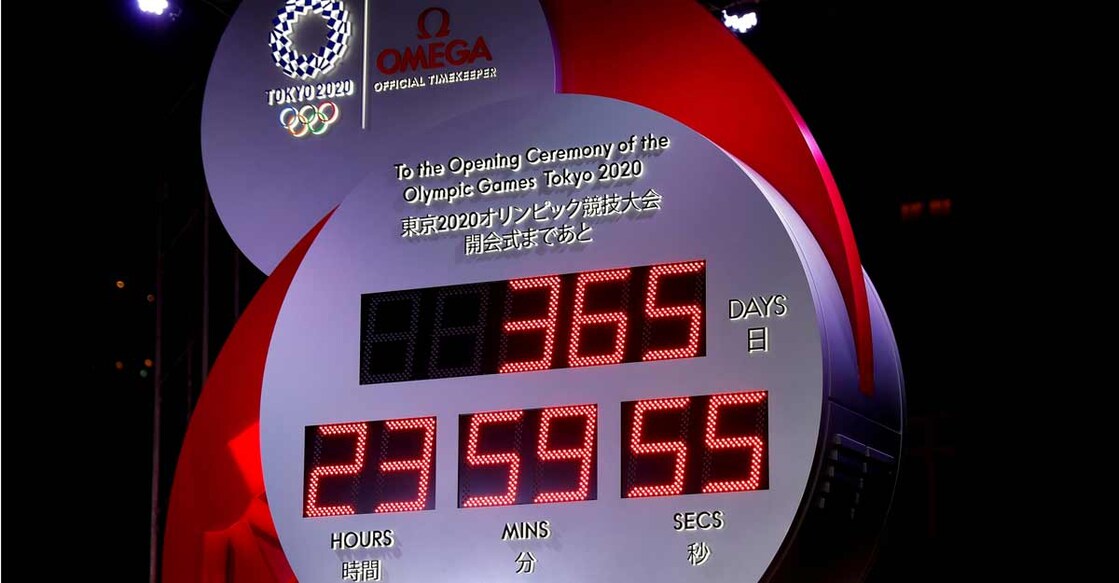 TOKYO 2020
Ω
OMEGA
OFFICIAL TIMEKEEPER
To the Opening Ceremony of the
Olympic Games Tokyo 2020
東京2020オリンピック競技大会
開会式まであと
365
DAYS
日
23 59 55
HOURS MINS SECS
時間 分 秒